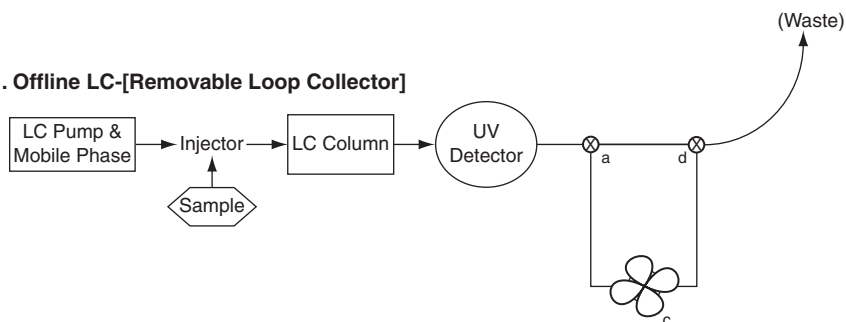 (Waste)
. Offline LC-[Removable Loop Collector]
LC Pump &
Mobile Phase
Injector
LC Column
UV
Detector
a
d
Sample
c